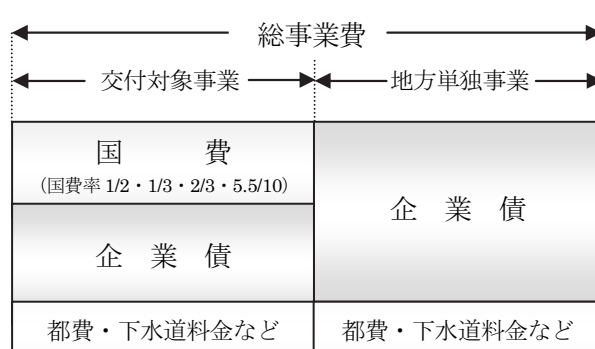 総事業費
交付対象事業
地方単独事業
国 費
(国費率 1/2・1/3・2/3・5.5/10)
企 業 債
企 業 債
都費・下水道料金など
都費・下水道料金など